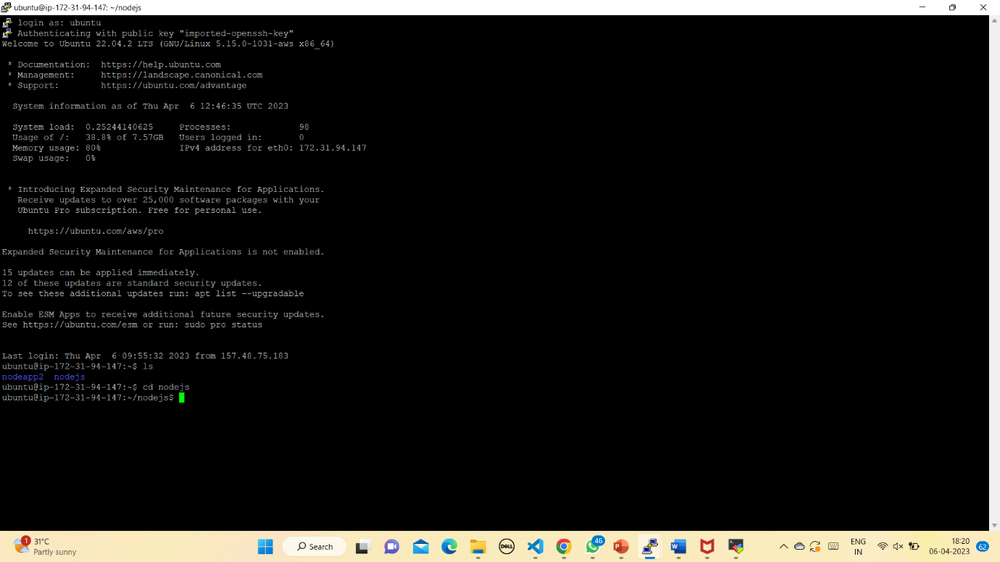 ubuntu@ip-172-31-94-147: ~/nodejs
login as: ubuntu
Authenticating with public key "imported-openssh-key"
Welcome to Ubuntu 22.04.2 LTS (GNU/Linux 5.15.0-1031-aws x86_64)
* Documentation:  https://help.ubuntu.com
* Management:     https://landscape.canonical.com
* Support:        https://ubuntu.com/advantage
System information as of Thu Apr  6 12:46:35 UTC 2023
System load:  0.25244140625     Processes:             98
Usage of /:   38.8% of 7.57GB   Users logged in:       0
Memory usage: 80%               IPv4 address for eth0: 172.31.94.147
Swap usage:   0%
* Introducing Expanded Security Maintenance for Applications.
Receive updates to over 25,000 software packages with your
Ubuntu Pro subscription. Free for personal use.
https://ubuntu.com/aws/pro
Expanded Security Maintenance for Applications is not enabled.
15 updates can be applied immediately.
12 of these updates are standard security updates.
To see these additional updates run: apt list --upgradable
Enable ESM Apps to receive additional future security updates.
See https://ubuntu.com/esm or run: sudo pro status
Last login: Thu Apr  6 09:55:32 2023 from 157.48.75.183
ubuntu@ip-172-31-94-147:~$ ls
nodeapp2  nodejs
ubuntu@ip-172-31-94-147:~$ cd nodejs
ubuntu@ip-172-31-94-147:~/nodejs$
1
31°C
Partly sunny
Search
DELL
46
ENG
IN
18:20
06-04-2023
62